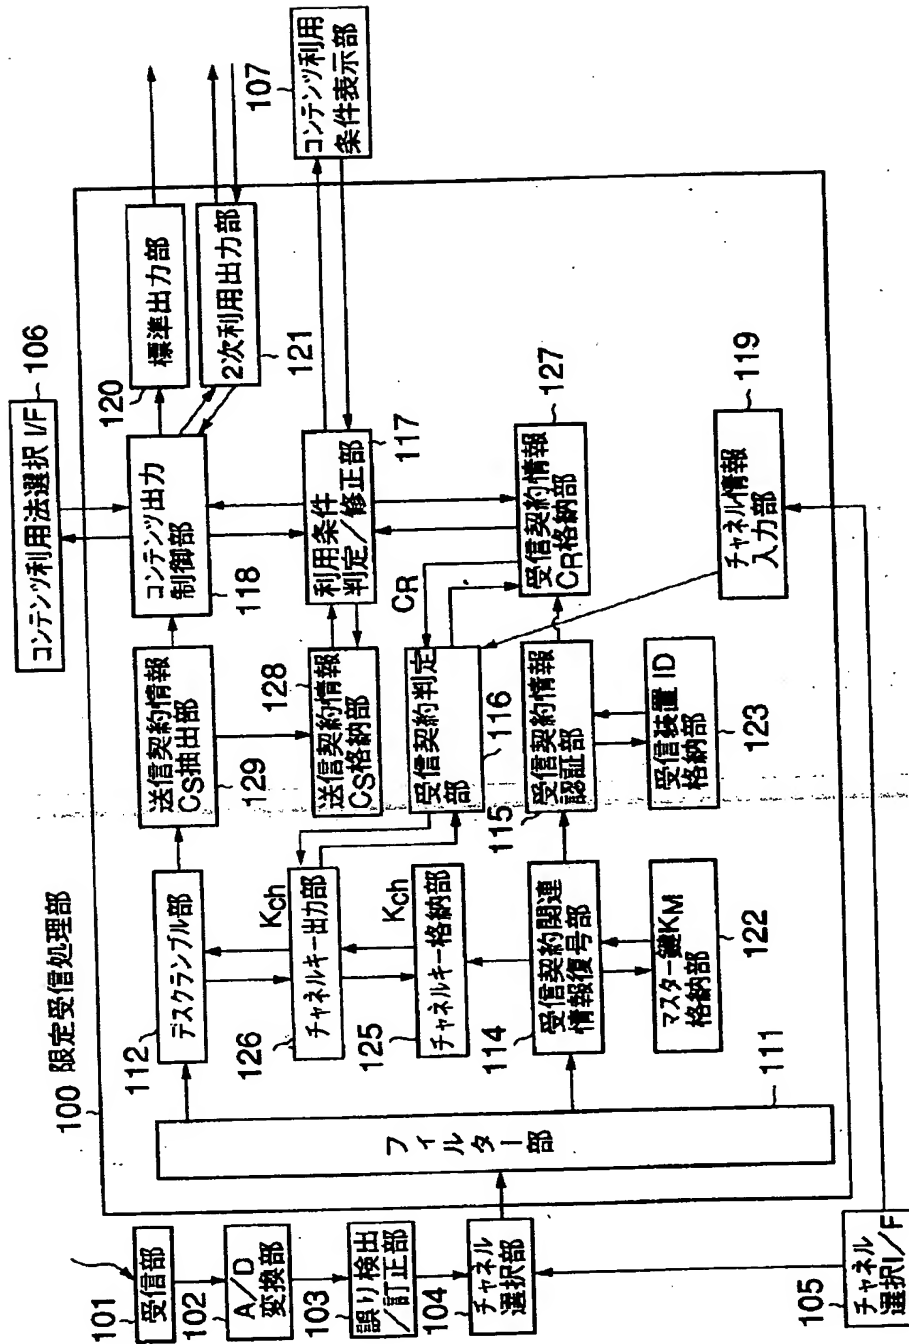 100 限定受信処理部
101
受信部
102
A/D
変換部
103
誤り検出
/訂正部
104
チャネル
選択部
105
チャネル
選択I/F
フィルター部
111
112
デスクランブル部
Kch
126
チャネルキー出力部
Kch
125
チャネルキー格納部
114
受信契約関連
情報復号部
マスター鍵KM
格納部
122
送信契約情報
CS抽出部
129
128
送信契約情報
CS格納部
受信契約判定
部
116
CR
115
受信契約情報
認証部
受信装置 ID
格納部
123
コンテンツ利用法選択 I/F
106
コンテンツ出力
制御部
118
利用条件
判定/修正部
117
受信契約情報
CR格納部
127
チャネル情報
入力部
119
120
標準出力部
2次利用出力部
121
107
コンテンツ利用
条件表示部